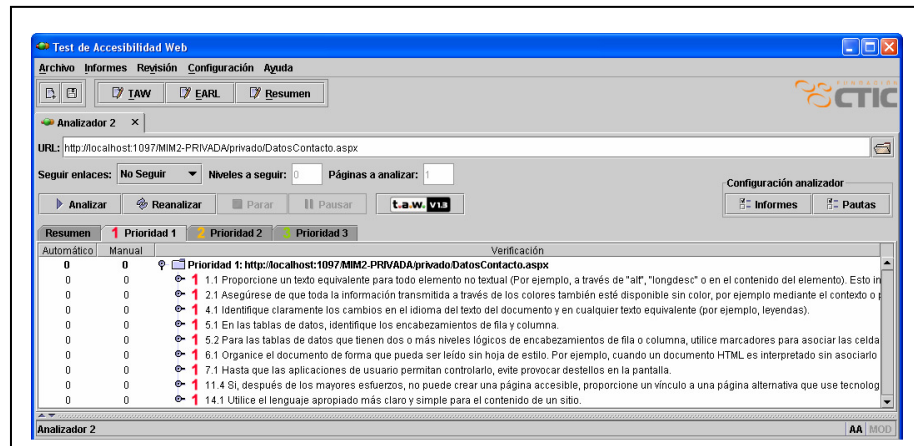 Test de Accesibilidad Web
Archivo Informes Revisión Configuración Ayuda
TAW EARL Resumen
FUNDACIÓN
CTIC
Analizador 2 ×
URL: http://localhost:1097/MIM2-PRIVADA/privado/DatosContacto.aspx
Seguir enlaces: No Seguir Niveles a seguir: 0 Páginas a analizar: 1
Configuración analizador
Analizar Reanalizar Parar Pausar t.a.w. V1.3 Informes Pautas
Resumen 1 Prioridad 1 2 Prioridad 2 3 Prioridad 3
Automático Manual Verificación
0 0 Prioridad 1: http://localhost:1097/MIM2-PRIVADA/privado/DatosContacto.aspx
0 0 1 1.1 Proporcione un texto equivalente para todo elemento no textual (Por ejemplo, a través de "alt", "longdesc" o en el contenido del elemento). Esto in
0 0 1 2.1 Asegúrese de que toda la información transmitida a través de los colores también esté disponible sin color, por ejemplo mediante el contexto o
0 0 1 4.1 Identifique claramente los cambios en el idioma del texto del documento y en cualquier texto equivalente (por ejemplo, leyendas).
0 0 1 5.1 En las tablas de datos, identifique los encabezamientos de fila y columna.
0 0 1 5.2 Para las tablas de datos que tienen dos o más niveles lógicos de encabezamientos de fila o columna, utilice marcadores para asociar las celda
0 0 1 6.1 Organice el documento de forma que pueda ser leído sin hoja de estilo. Por ejemplo, cuando un documento HTML es interpretado sin asociarlo
0 0 1 7.1 Hasta que las aplicaciones de usuario permitan controlarlo, evite provocar destellos en la pantalla.
0 0 1 11.4 Si, después de los mayores esfuerzos, no puede crear una página accesible, proporcione un vínculo a una página alternativa que use tecnolog
0 0 1 14.1 Utilice el lenguaje apropiado más claro y simple para el contenido de un sitio.
Analizador 2 AA MOD